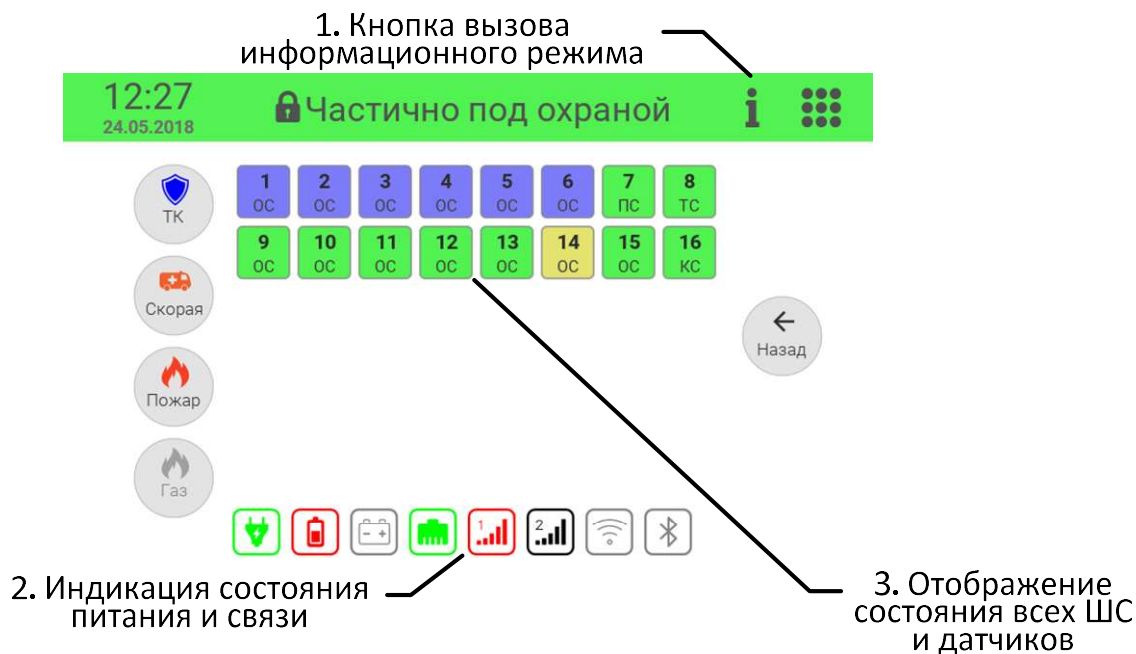 1. Кнопка вызова
информационного режима
12:27
24.05.2018
Частично под охраной
i
ТК
Скорая
Пожар
Газ
1 2 3 4 5 6 7 8
ОС ОС ОС ОС ОС ОС ПС ТС
9 10 11 12 13 14 15 16
ОС ОС ОС ОС ОС ОС ОС КС
Назад
1 2
2. Индикация состояния
питания и связи
3. Отображение
состояния всех ШС
и датчиков